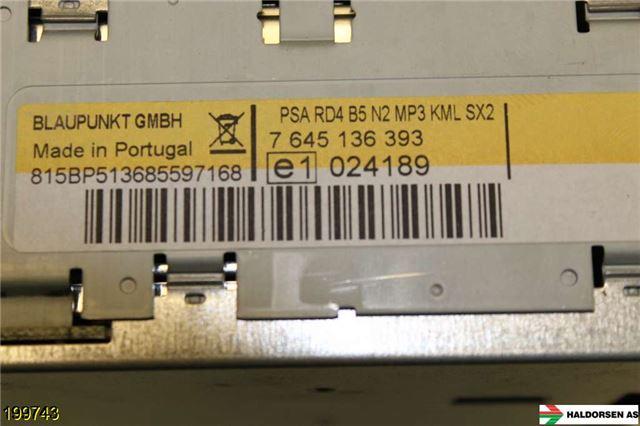 BLAUPUNKT GMBH
Made in Portugal
815BP513685597168
PSA RD4 B5 N2 MP3 KML SX2
7 645 136 393
e1 024189
199743
HALDORSEN AS